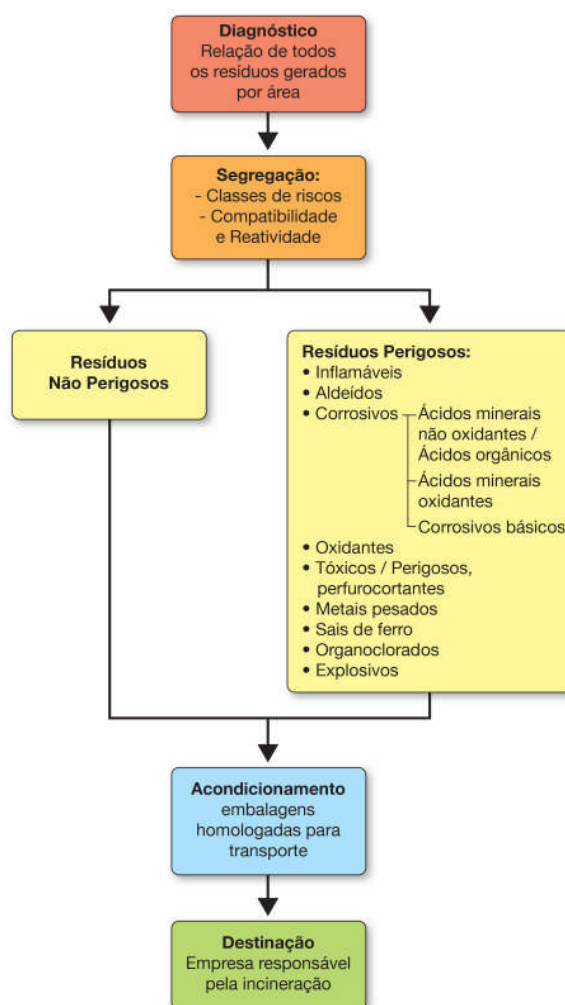 Diagnóstico
Relação de todos
os resíduos gerados
por área
Segregação:
- Classes de riscos
- Compatibilidade
e Reatividade
Resíduos
Não Perigosos
Resíduos Perigosos:
• Inflamáveis
• Aldeídos
• Corrosivos
Ácidos minerais
não oxidantes /
Ácidos orgânicos
Ácidos minerais
oxidantes
Corrosivos básicos
• Oxidantes
• Tóxicos / Perigosos,
perfurocortantes
• Metais pesados
• Sais de ferro
• Organoclorados
• Explosivos
Acondicionamento
embalagens
homologadas para
transporte
Destinação
Empresa responsável
pela incineração